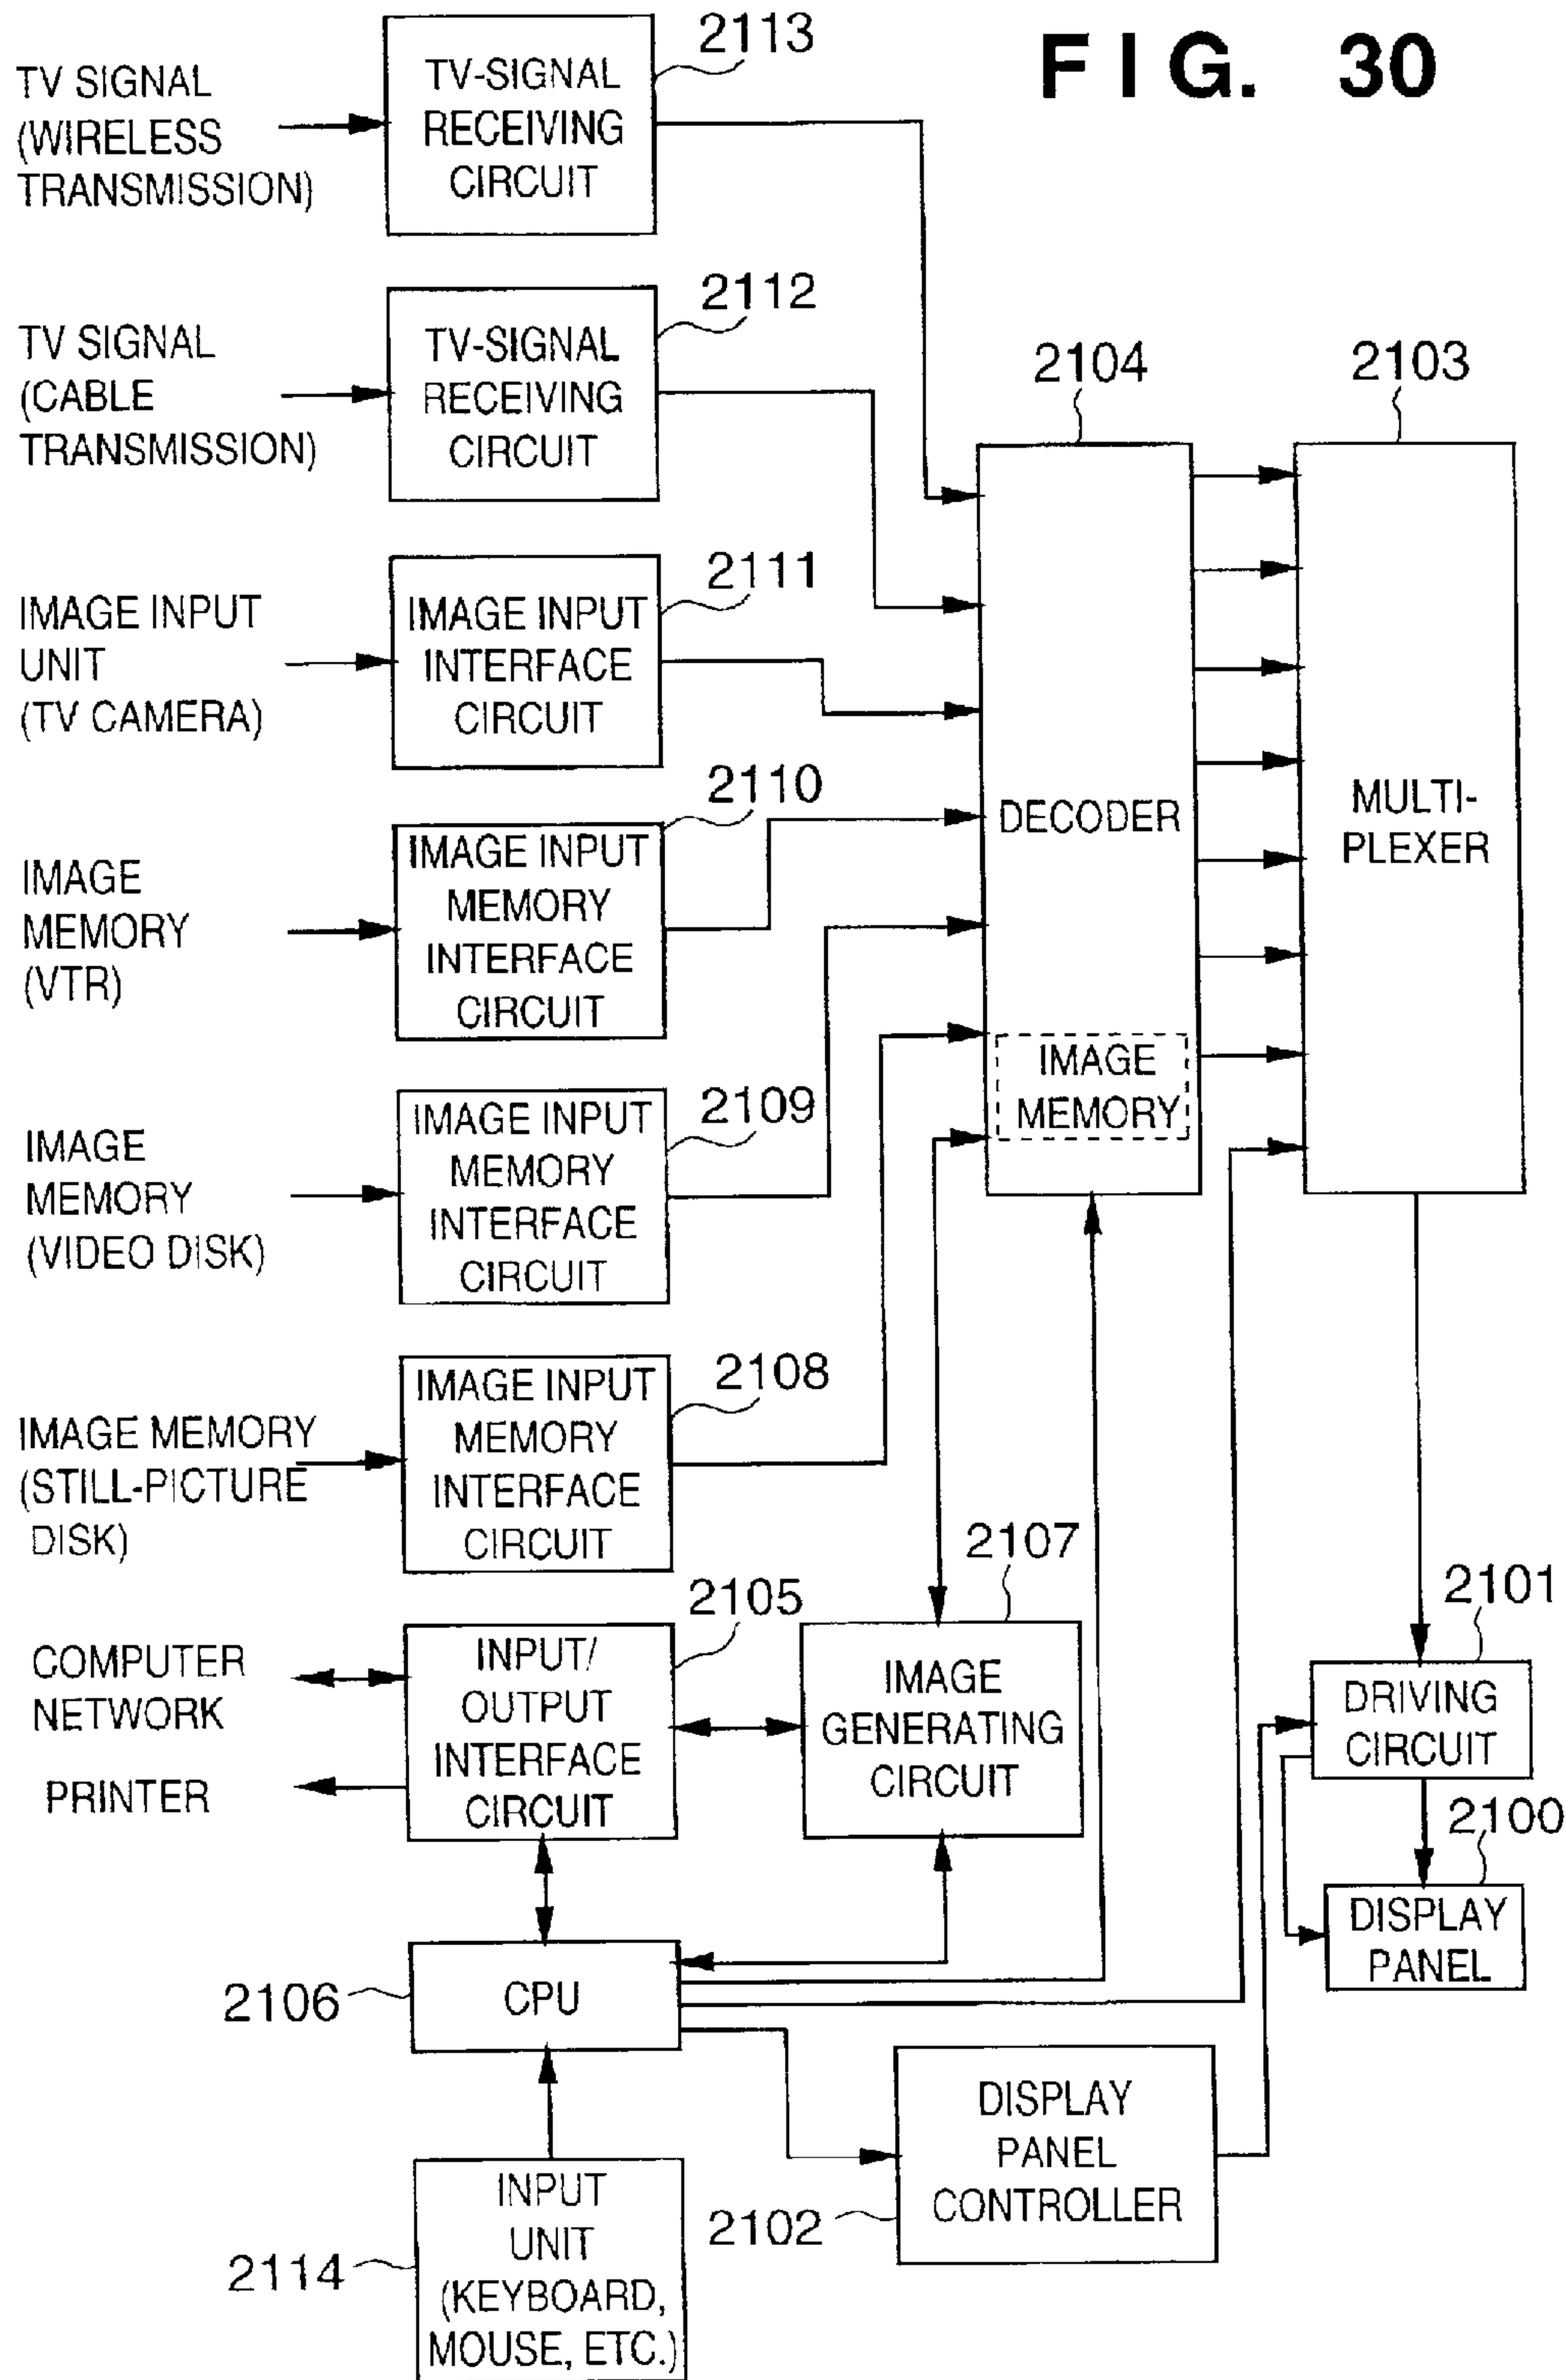 FIG. 30
TV SIGNAL
(WIRELESS
TRANSMISSION)
TV-SIGNAL
RECEIVING
CIRCUIT
2113
TV SIGNAL
(CABLE
TRANSMISSION)
TV-SIGNAL
RECEIVING
CIRCUIT
2112
IMAGE INPUT
UNIT
(TV CAMERA)
IMAGE INPUT
INTERFACE
CIRCUIT
2111
IMAGE
MEMORY
(VTR)
IMAGE INPUT
MEMORY
INTERFACE
CIRCUIT
2110
IMAGE
MEMORY
(VIDEO DISK)
IMAGE INPUT
MEMORY
INTERFACE
CIRCUIT
2109
IMAGE MEMORY
(STILL-PICTURE
DISK)
IMAGE INPUT
MEMORY
INTERFACE
CIRCUIT
2108
2104
DECODER
IMAGE
MEMORY
2103
MULTI-
PLEXER
COMPUTER
NETWORK
PRINTER
INPUT/
OUTPUT
INTERFACE
CIRCUIT
2105
IMAGE
GENERATING
CIRCUIT
2107
2101
DRIVING
CIRCUIT
2100
DISPLAY
PANEL
2106
CPU
DISPLAY
PANEL
CONTROLLER
2102
2114
INPUT
UNIT
(KEYBOARD,
MOUSE, ETC.)